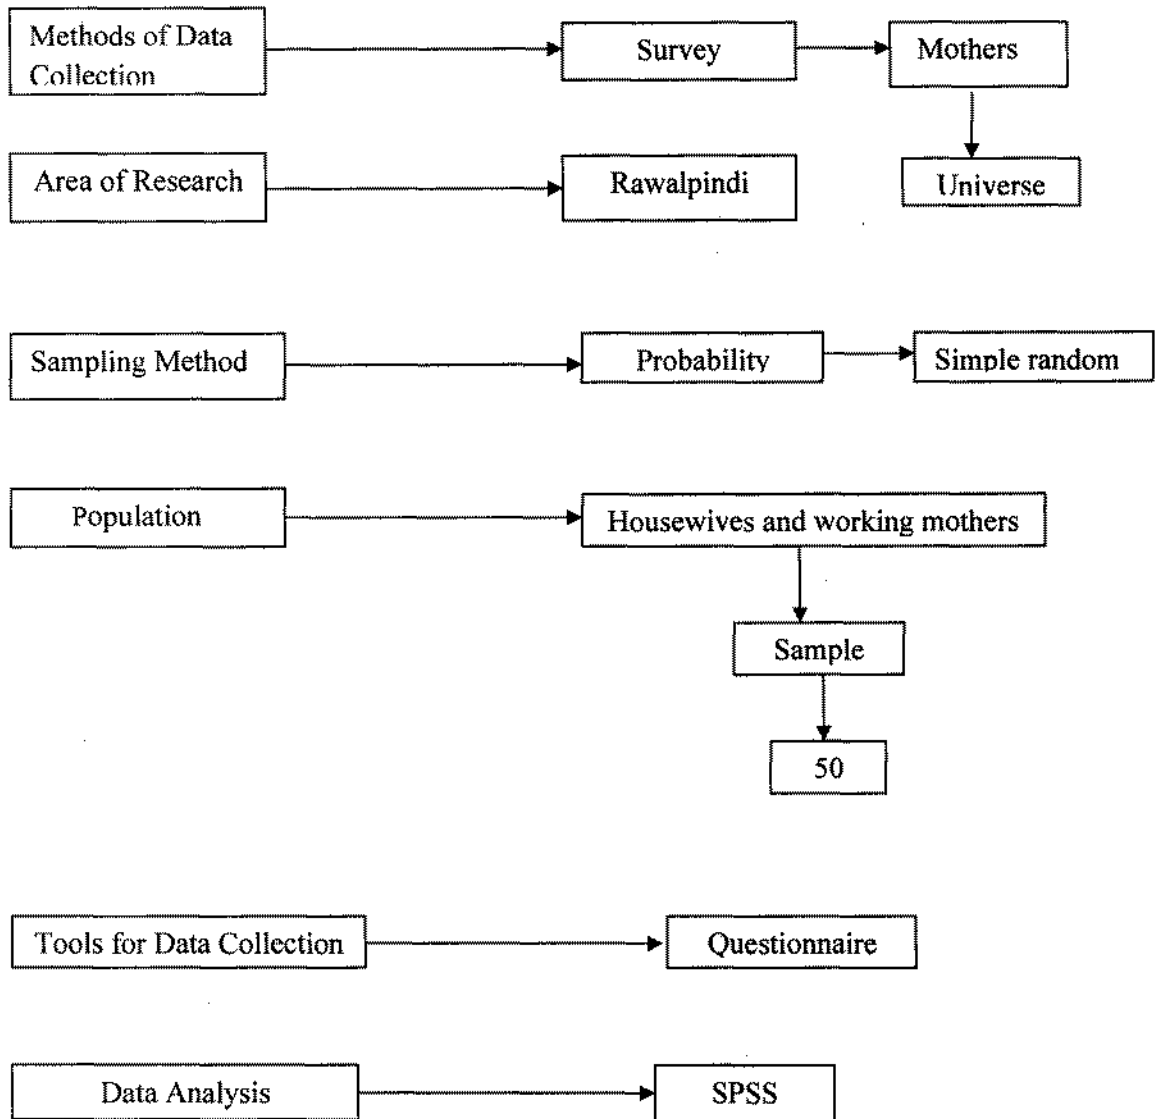 Methods of Data
Collection
Survey
Mothers
Area of Research
Rawalpindi
Universe
Sampling Method
Probability
Simple random
Population
Housewives and working mothers
Sample
50
Tools for Data Collection
Questionnaire
Data Analysis
SPSS